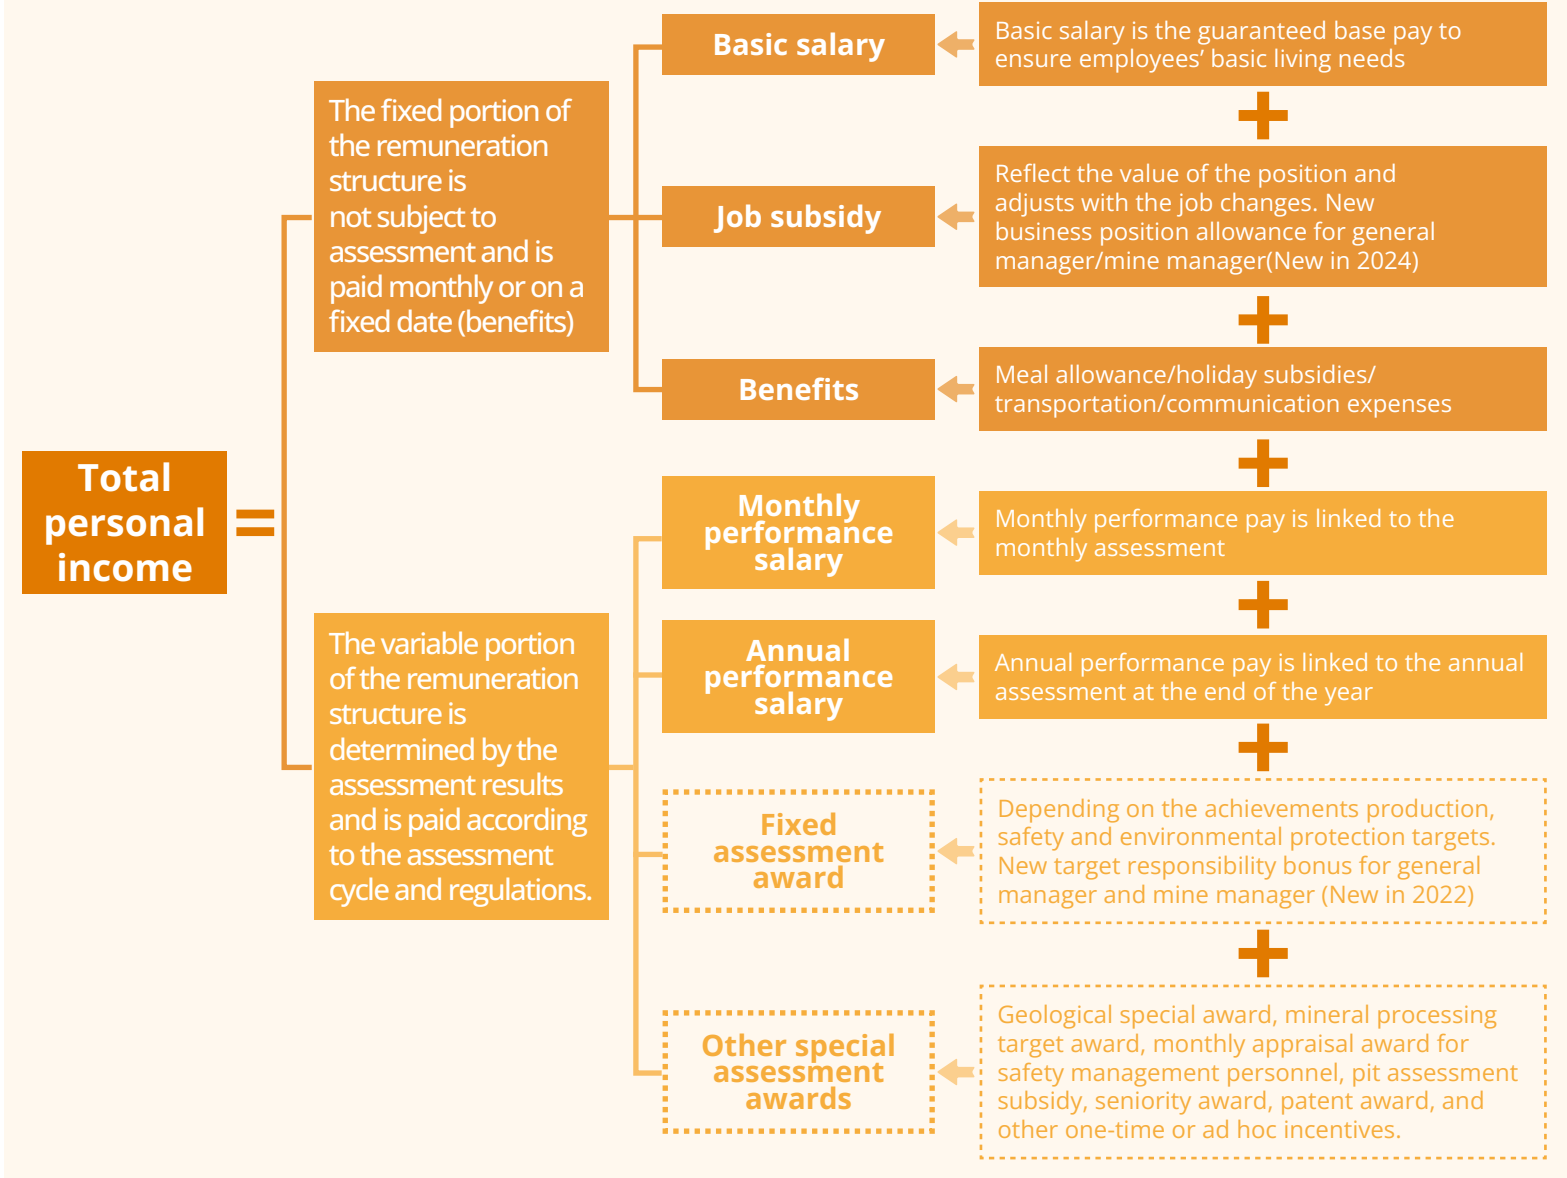 Total
personal
income
=
The fixed portion of
the remuneration
structure is
not subject to
assessment and is
paid monthly or on a
fixed date (benefits)
Basic salary
Basic salary is the guaranteed base pay to
ensure employees’ basic living needs
+
Job subsidy
Reflect the value of the position and
adjusts with the job changes. New
business position allowance for general
manager/mine manager(New in 2024)
+
Benefits
Meal allowance/holiday subsidies/
transportation/communication expenses
+
The variable portion
of the remuneration
structure is
determined by the
assessment results
and is paid according
to the assessment
cycle and regulations.
Monthly
performance
salary
Monthly performance pay is linked to the
monthly assessment
+
Annual
performance
salary
Annual performance pay is linked to the annual
assessment at the end of the year
+
Fixed
assessment
award
Depending on the achievements production,
safety and environmental protection targets.
New target responsibility bonus for general
manager and mine manager (New in 2022)
+
Other special
assessment
awards
Geological special award, mineral processing
target award, monthly appraisal award for
safety management personnel, pit assessment
subsidy, seniority award, patent award, and
other one-time or ad hoc incentives.